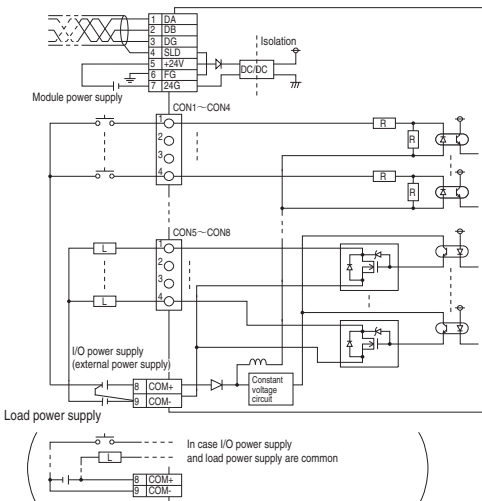 1 DA
2 DB
3 DG
4 SLD
5 +24V
6 FG
7 24G
Isolation
DC/DC
Module power supply
CON1～CON4
1
2
3
4
R
R
R
R
CON5～CON8
1
2
3
4
L
L
I/O power supply
(external power supply)
8 COM+
9 COM-
Constant
voltage
circuit
Load power supply
L
In case I/O power supply
and load power supply are common
8 COM+
9 COM-